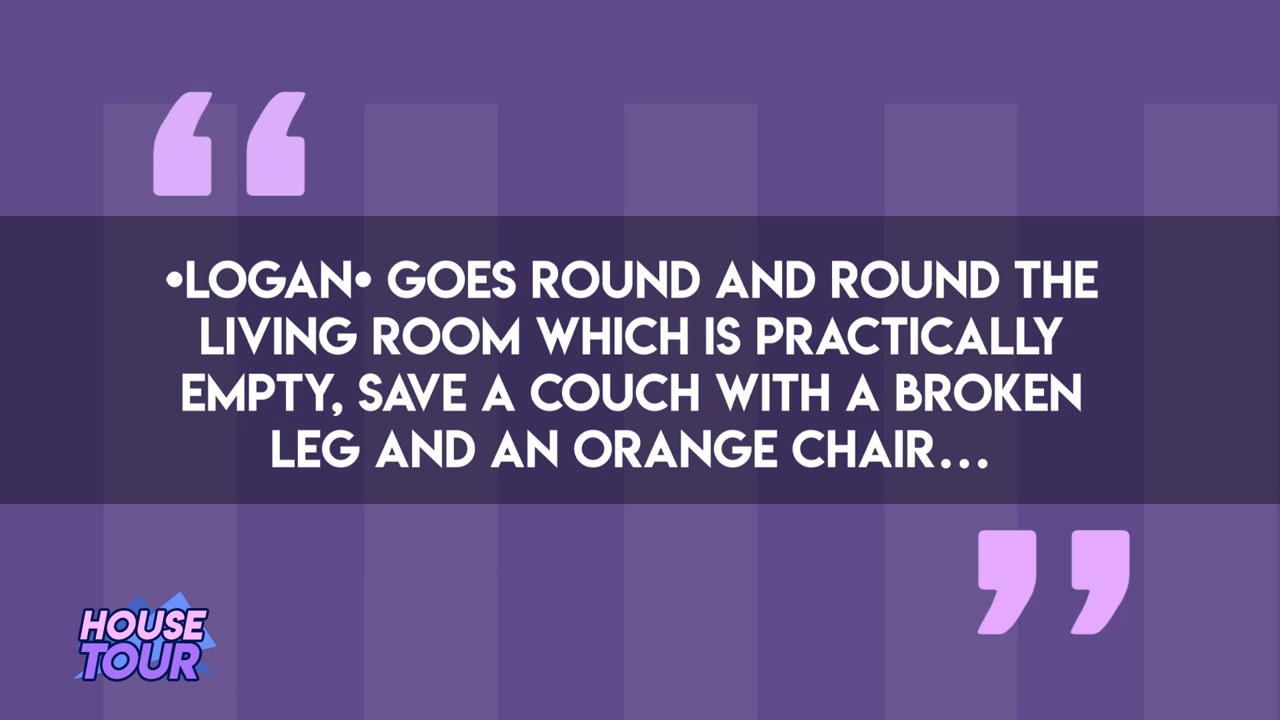 “
•LOGAN• GOES ROUND AND ROUND THE
LIVING ROOM WHICH IS PRACTICALLY
EMPTY, SAVE A COUCH WITH A BROKEN
LEG AND AN ORANGE CHAIR...
”
HOUSE
TOUR